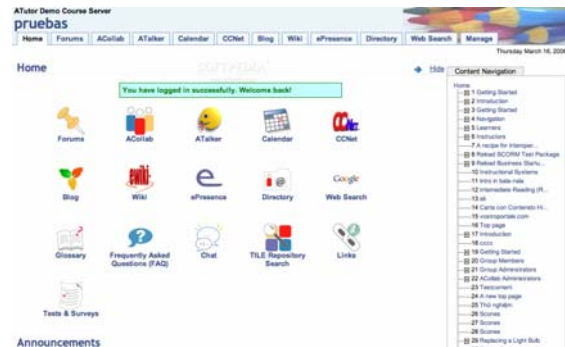 ATutor Demo Course Server
pruebas
Home Forums ACollab ATalker Calendar CCNet Blog Wiki ePresence Directory Web Search Manage
Thursday March 16, 2006
Home
SOFTPEDIA
Hide
Content Navigation
You have logged in successfully. Welcome back!
Forums ACollab ATalker Calendar CCNet
Blog Wiki ePresence Directory Web Search
Glossary Frequently Asked Questions (FAQ) Chat TILE Repository Search Links
Tests & Surveys
Announcements
Home
1 Getting Started
2 Introduction
3 Getting Started
4 Navigation
5 Learners
6 Instructors
7 A recipe for interoper...
8 Reload SCORM Test Package
9 Reload Business Startu...
10 Instructional Systems
11 Intro in bala-nala
12 Intermediate Reading (R...
14 Carta con Contenido Hi...
15 vostroportale.com
16 Top page
17 Introduction
18 cccc
19 Getting Started
20 Group Members
21 Group Administrators
22 ACollab Administrators
23 Testcontent
24 A new top page
25 Thử nghiệm
26 Scores
27 Scores
28 Scores
29 Replacing a Light Bulb